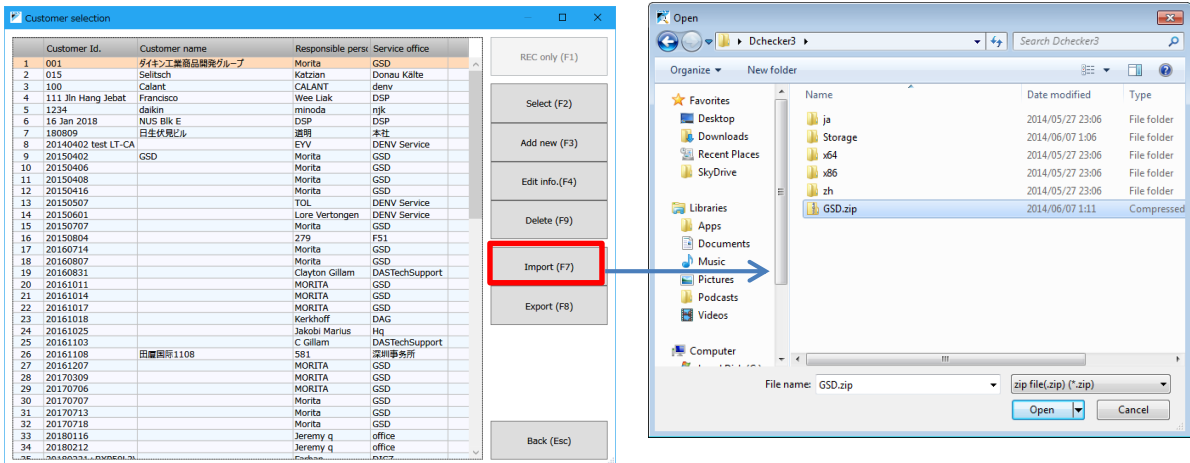 Customer selection
Customer Id. Customer name Responsible perso Service office
1 001 ダイキン工業商品開発グループ Morita GSD
2 015 Selitsch Katzian Donau Kälte
3 100 Calant CALANT denv
4 111 Jln Hang Jebat Francisco Wee Liak DSP
5 1234 daikin minoda njk
6 16 Jan 2018 NUS Blk E DSP DSP
7 180809 日生伏見ビル 透明 本社
8 20140402 test LT-CA EYV DENV Service
9 20150402 GSD Morita GSD
10 20150406 Morita GSD
11 20150408 Morita GSD
12 20150416 Morita GSD
13 20150507 TOL DENV Service
14 20150601 Lore Vertongen DENV Service
15 20150707 Morita GSD
16 20150804 279 F51
17 20160714 Morita GSD
18 20160807 Morita GSD
19 20160831 Clayton Gillam DASTechSupport
20 20161011 MORITA GSD
21 20161014 MORITA GSD
22 20161017 MORITA GSD
23 20161018 Kerkhoff DAG
24 20161025 Jakobi Marius Hq
25 20161103 C Gillam DASTechSupport
26 20161108 田厦国际1108 581 深圳事务所
27 20161207 MORITA GSD
28 20170309 MORITA GSD
29 20170706 MORITA GSD
30 20170707 Morita GSD
31 20170713 Morita GSD
32 20170718 Morita GSD
33 20180116 Jeremy q office
34 20180212 Jeremy q office
REC only (F1)
Select (F2)
Add new (F3)
Edit info.(F4)
Delete (F9)
Import (F7)
Export (F8)
Back (Esc)
Open
Dchecker3
Search Dchecker3
Organize New folder
Favorites
Desktop
Downloads
Recent Places
SkyDrive
Libraries
Apps
Documents
Music
Pictures
Podcasts
Videos
Computer
Name Date modified Type
ja 2014/05/27 23:06 File folder
Storage 2014/06/07 1:06 File folder
x64 2014/05/27 23:06 File folder
x86 2014/05/27 23:06 File folder
zh 2014/05/27 23:06 File folder
GSD.zip 2014/06/07 1:11 Compressed
File name: GSD.zip zip file(.zip) (*.zip)
Open Cancel